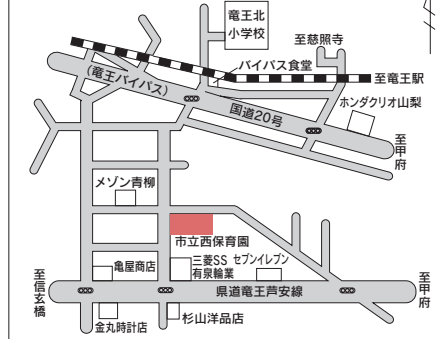 竜王北
小学校
至慈照寺
バイパス食堂
至竜王駅
(竜王バイパス)
国道20号
ホンダクリオ山梨
至甲府
メゾン青柳
市立西保育園
亀屋商店
三菱SS
有泉輪業
セブンイレブン
至信玄橋
県道竜王芦安線
至甲府
金丸時計店
杉山洋品店